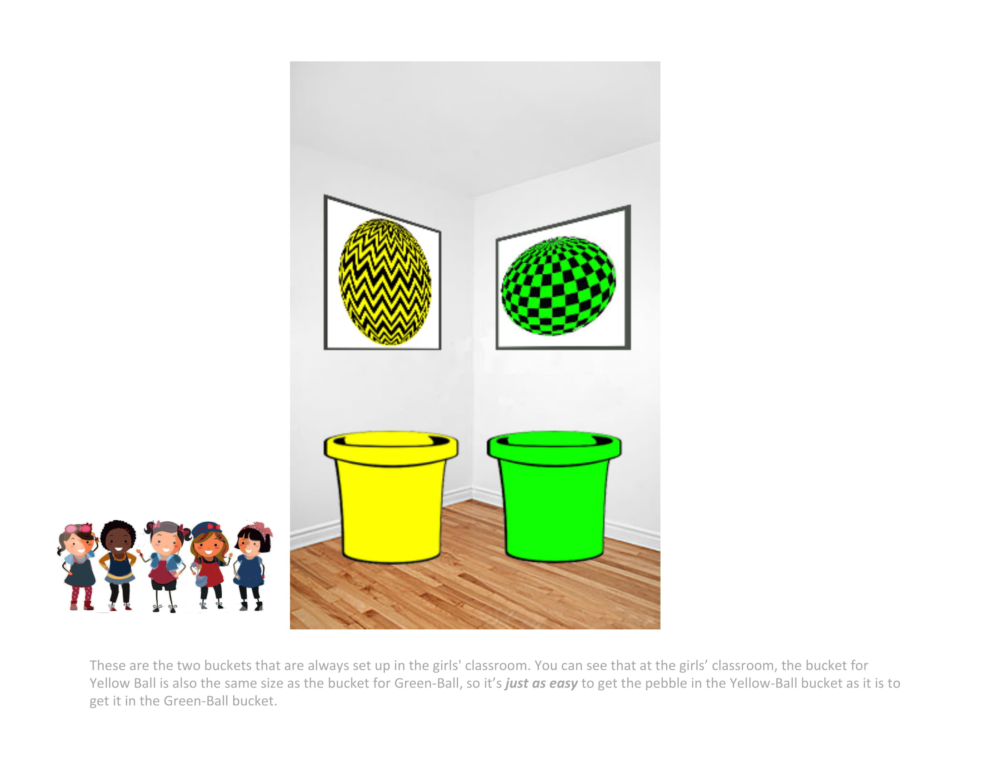 These are the two buckets that are always set up in the girls' classroom. You can see that at the girls’ classroom, the bucket for
Yellow Ball is also the same size as the bucket for Green-Ball, so it’s just as easy to get the pebble in the Yellow-Ball bucket as it is to
get it in the Green-Ball bucket.